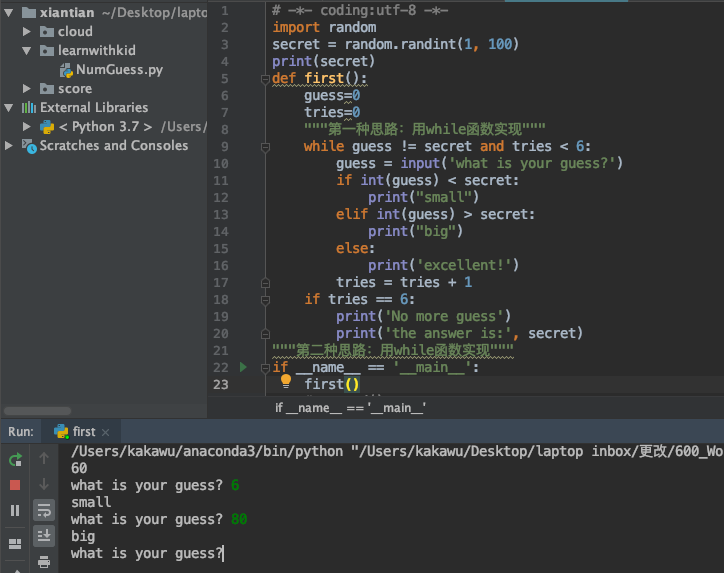 xiantian ~/Desktop/lapto
cloud
learnwithkid
NumGuess.py
score
External Libraries
< Python 3.7 > /Users/
Scratches and Consoles
1 # -*- coding:utf-8 -*-
2 import random
3 secret = random.randint(1, 100)
4 print(secret)
5 def first():
6 guess=0
7 tries=0
8 """第一种思路：用while函数实现"""
9 while guess != secret and tries < 6:
10 guess = input('what is your guess?')
11 if int(guess) < secret:
12 print("small")
13 elif int(guess) > secret:
14 print("big")
15 else:
16 print('excellent!')
17 tries = tries + 1
18 if tries == 6:
19 print('No more guess')
20 print('the answer is:', secret)
21 """第二种思路：用while函数实现"""
22 if __name__ == '__main__':
23 first()
if __name__ == '__main__'
Run: first
/Users/kakawu/anaconda3/bin/python "/Users/kakawu/Desktop/laptop inbox/更改/600_Wo
60
what is your guess? 6
small
what is your guess? 80
big
what is your guess?